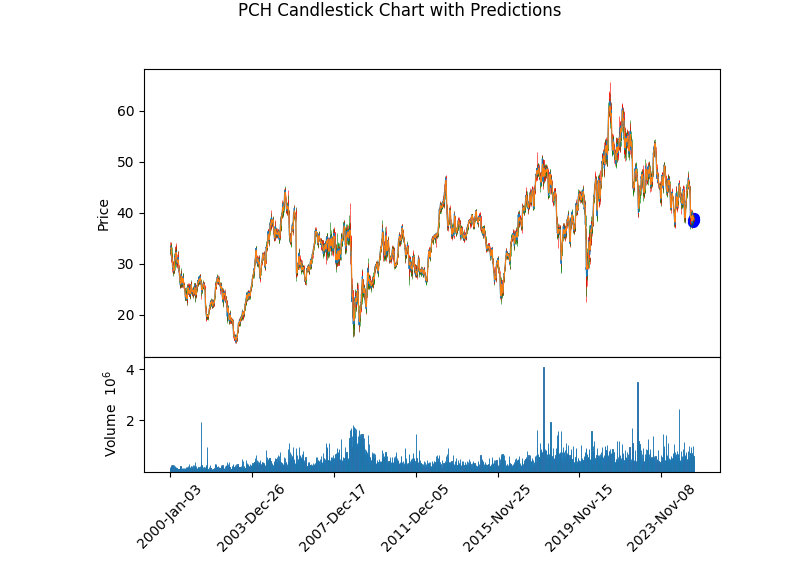 PCH Candlestick Chart with Predictions
60
50
40
30
20
Price
4
2
Volume 10^6
2000-Jan-03
2003-Dec-26
2007-Dec-17
2011-Dec-05
2015-Nov-25
2019-Nov-15
2023-Nov-08